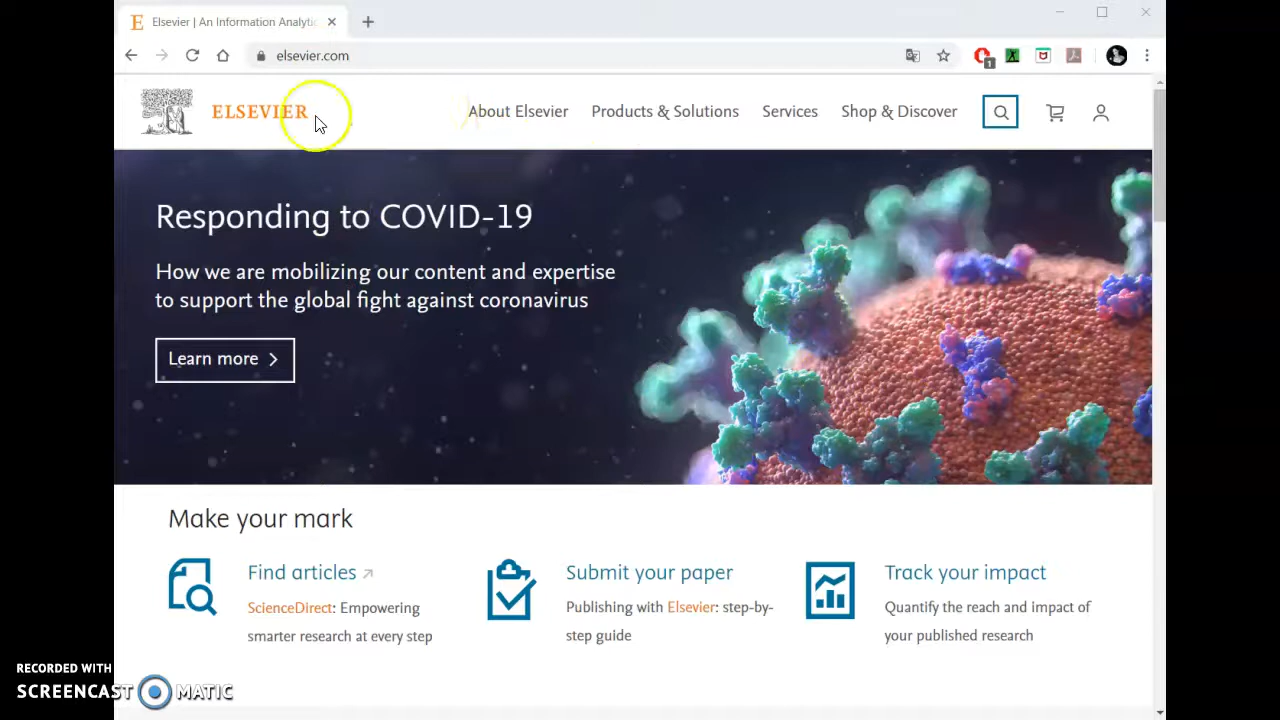 Elsevier | An Information Analytic
elsevier.com
1
ELSEVIER
About Elsevier
Products & Solutions
Services
Shop & Discover
Responding to COVID-19
How we are mobilizing our content and expertise
to support the global fight against coronavirus
Learn more
Make your mark
Find articles
ScienceDirect: Empowering
smarter research at every step
Submit your paper
Publishing with Elsevier: step-by-
step guide
Track your impact
Quantify the reach and impact of
your published research
RECORDED WITH
SCREENCAST MATIC